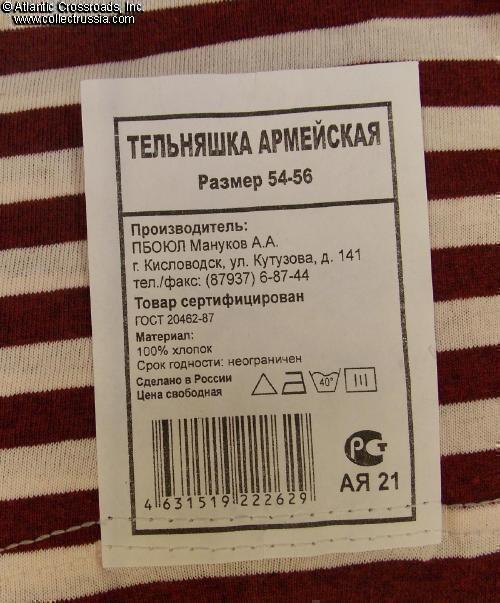 © Atlantic Crossroads, Inc.
www.collectrussia.com
ТЕЛЬНЯШКА АРМЕЙСКАЯ
Размер 54-56
Производитель:
ПБОЮЛ Мануков А.А.
г. Кисловодск, ул. Кутузова, д. 141
тел./факс: (87937) 6-87-44
Товар сертифицирован
ГОСТ 20462-87
Материал:
100% хлопок
Срок годности: неограничен
Сделано в России
Цена свободная
40°
РСТ
АЯ 21
4 631519 222629